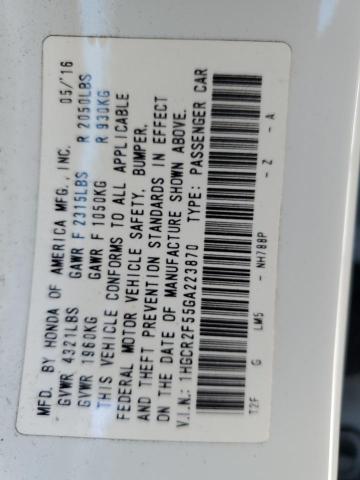 MFD. BY HONDA OF AMERICA MFG., INC. 05/'16
GVWR 4321LBS GAWR F 2315LBS R 2050LBS
GVWR 1960KG GAWR F 1050KG R 930KG
THIS VEHICLE CONFORMS TO ALL APPLICABLE
FEDERAL MOTOR VEHICLE SAFETY, BUMPER,
AND THEFT PREVENTION STANDARDS IN EFFECT
ON THE DATE OF MANUFACTURE SHOWN ABOVE.
V.I.N.: 1HGCR2F55GA223870 TYPE: PASSENGER CAR
T2F G LM5 - NH788P - Z - A